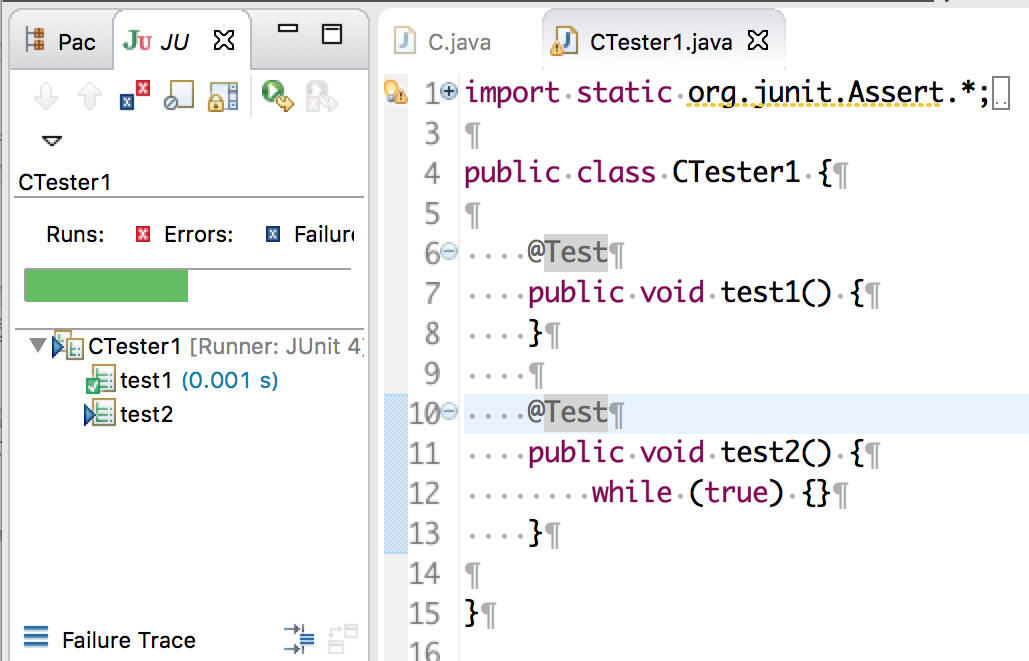 Pac JU JU
C.java CTester1.java
CTester1
Runs: Errors: Failure
CTester1 [Runner: JUnit 4]
test1 (0.001 s)
test2
Failure Trace
1 import static org.junit.Assert.*;
3 ¶
4 public class CTester1 {¶
5 ¶
6 ····@Test¶
7 ····public·void·test1()·{¶
8 ····}¶
9 ····¶
10 ····@Test¶
11 ····public·void·test2()·{¶
12 ········while·(true)·{}¶
13 ····}¶
14 ¶
15 }¶
16